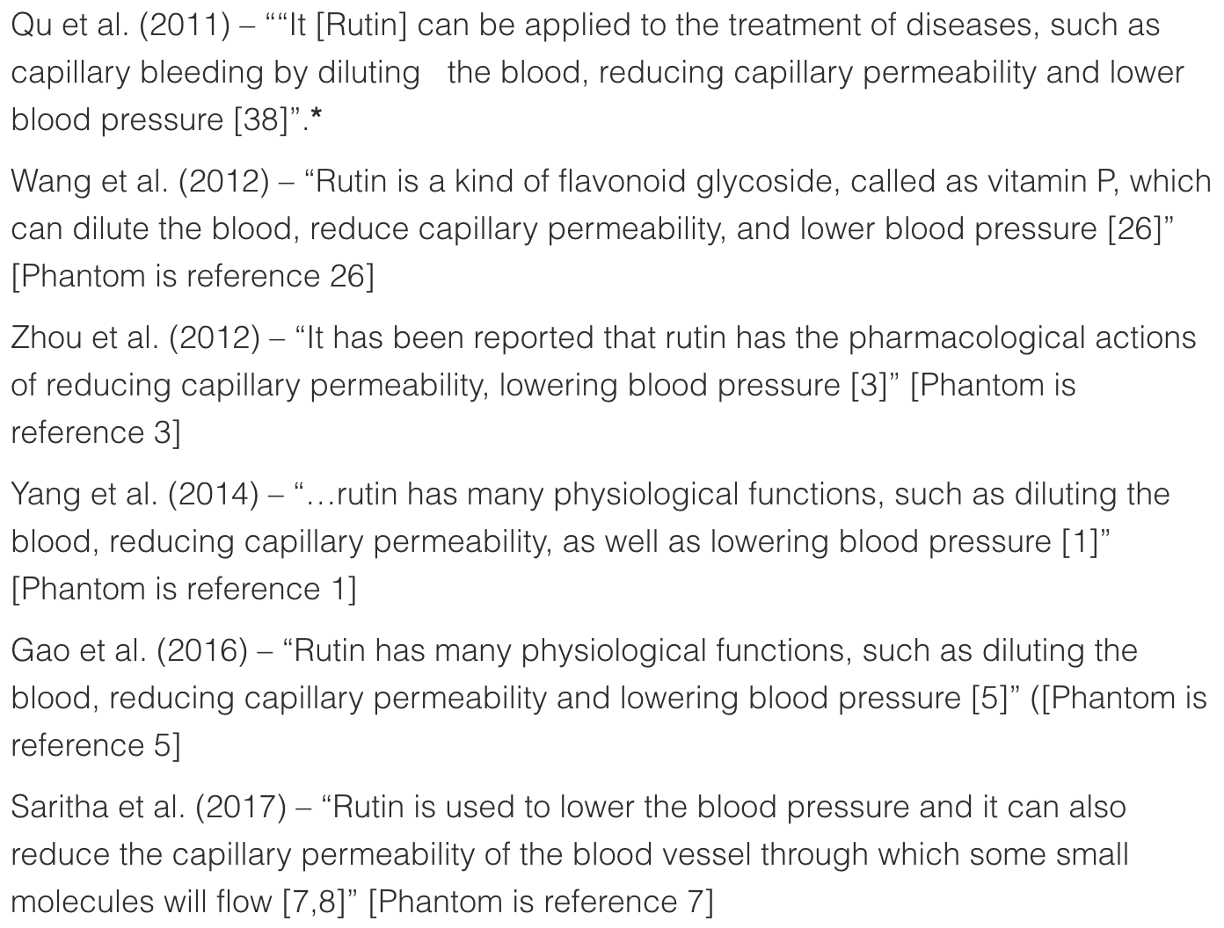 Qu et al. (2011) – ““It [Rutin] can be applied to the treatment of diseases, such as
capillary bleeding by diluting   the blood, reducing capillary permeability and lower
blood pressure [38]”.*
Wang et al. (2012) – “Rutin is a kind of flavonoid glycoside, called as vitamin P, which
can dilute the blood, reduce capillary permeability, and lower blood pressure [26]”
[Phantom is reference 26]
Zhou et al. (2012) – “It has been reported that rutin has the pharmacological actions
of reducing capillary permeability, lowering blood pressure [3]” [Phantom is
reference 3]
Yang et al. (2014) – “…rutin has many physiological functions, such as diluting the
blood, reducing capillary permeability, as well as lowering blood pressure [1]”
[Phantom is reference 1]
Gao et al. (2016) – “Rutin has many physiological functions, such as diluting the
blood, reducing capillary permeability and lowering blood pressure [5]” ([Phantom is
reference 5]
Saritha et al. (2017) – “Rutin is used to lower the blood pressure and it can also
reduce the capillary permeability of the blood vessel through which some small
molecules will flow [7,8]” [Phantom is reference 7]